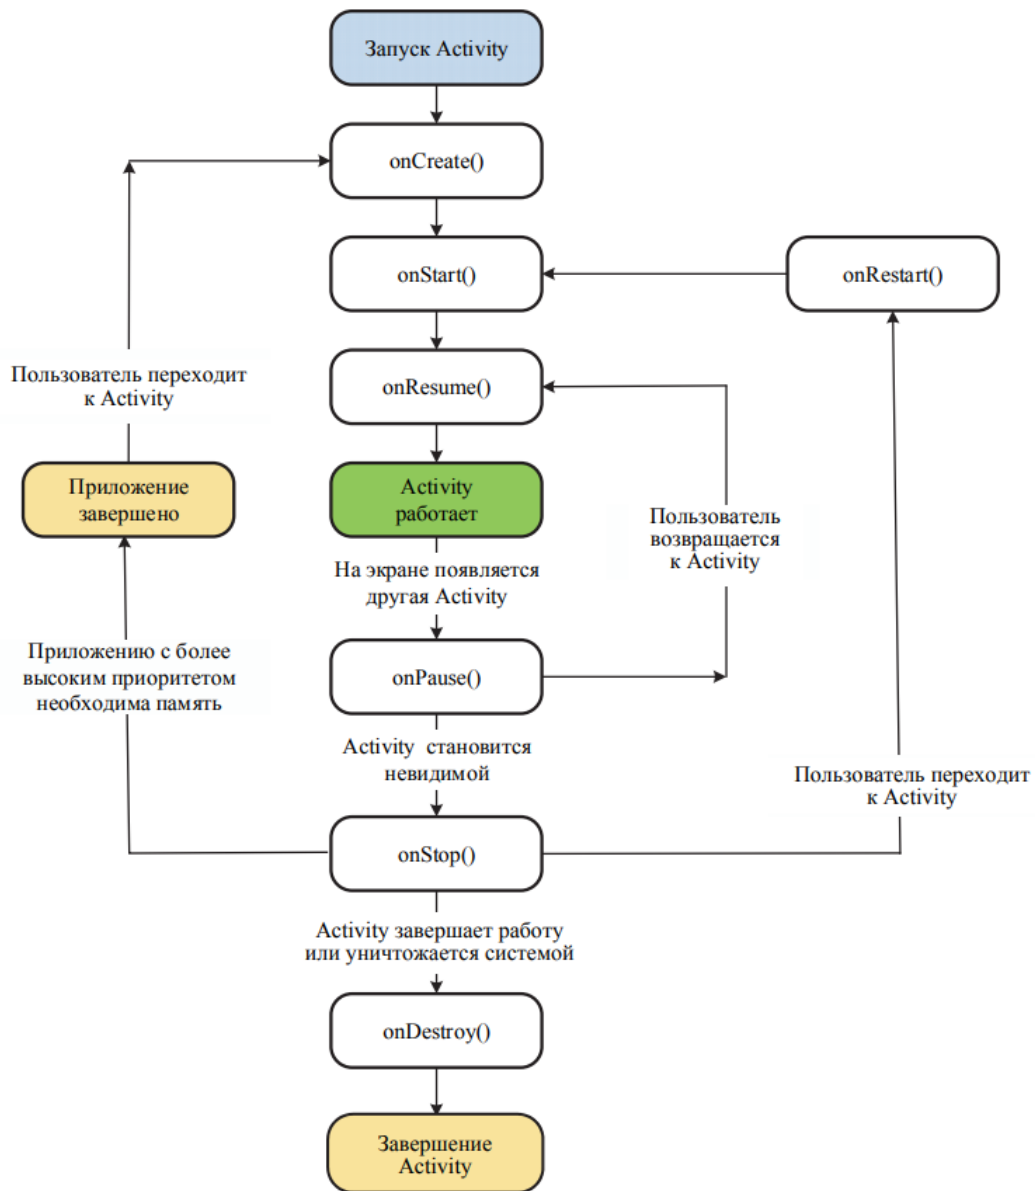 Запуск Activity
onCreate()
onStart()
onRestart()
Пользователь переходит
к Activity
onResume()
Приложение
завершено
Activity
работает
Пользователь
возвращается
к Activity
На экране появляется
другая Activity
Приложению с более
высоким приоритетом
необходима память
onPause()
Activity становится
невидимой
Пользователь переходит
к Activity
onStop()
Activity завершает работу
или уничтожается системой
onDestroy()
Завершение
Activity